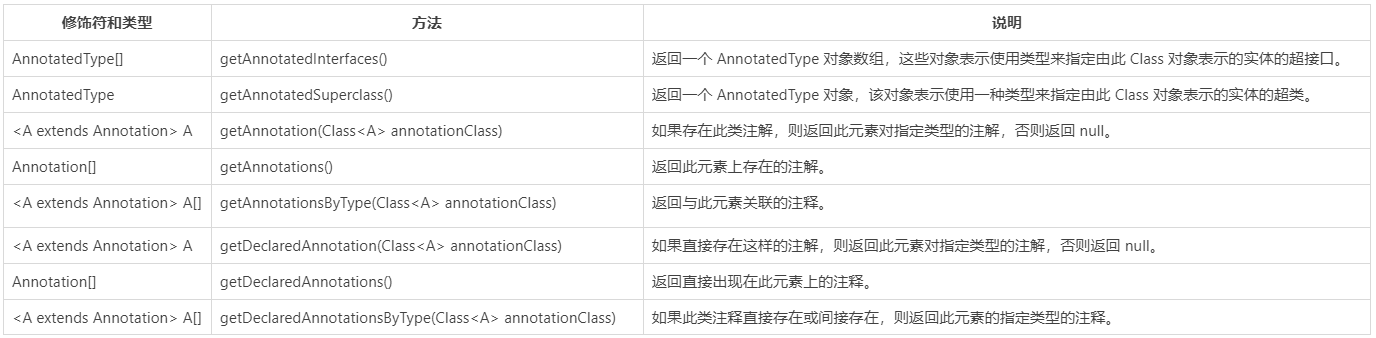 修饰符和类型 方法 说明
AnnotatedType[] getAnnotatedInterfaces() 返回一个 AnnotatedType 对象数组，这些对象表示使用类型来指定由此 Class 对象表示的实体的超接口。
AnnotatedType getAnnotatedSuperclass() 返回一个 AnnotatedType 对象，该对象表示使用一种类型来指定由此 Class 对象表示的实体的超类。
<A extends Annotation> A getAnnotation(Class<A> annotationClass) 如果存在此类注解，则返回此元素对指定类型的注解，否则返回 null。
Annotation[] getAnnotations() 返回此元素上存在的注解。
<A extends Annotation> A[] getAnnotationsByType(Class<A> annotationClass) 返回与此元素关联的注释。
<A extends Annotation> A getDeclaredAnnotation(Class<A> annotationClass) 如果直接存在这样的注解，则返回此元素对指定类型的注解，否则返回 null。
Annotation[] getDeclaredAnnotations() 返回直接出现在此元素上的注释。
<A extends Annotation> A[] getDeclaredAnnotationsByType(Class<A> annotationClass) 如果此类注释直接存在或间接存在，则返回此元素的指定类型的注释。